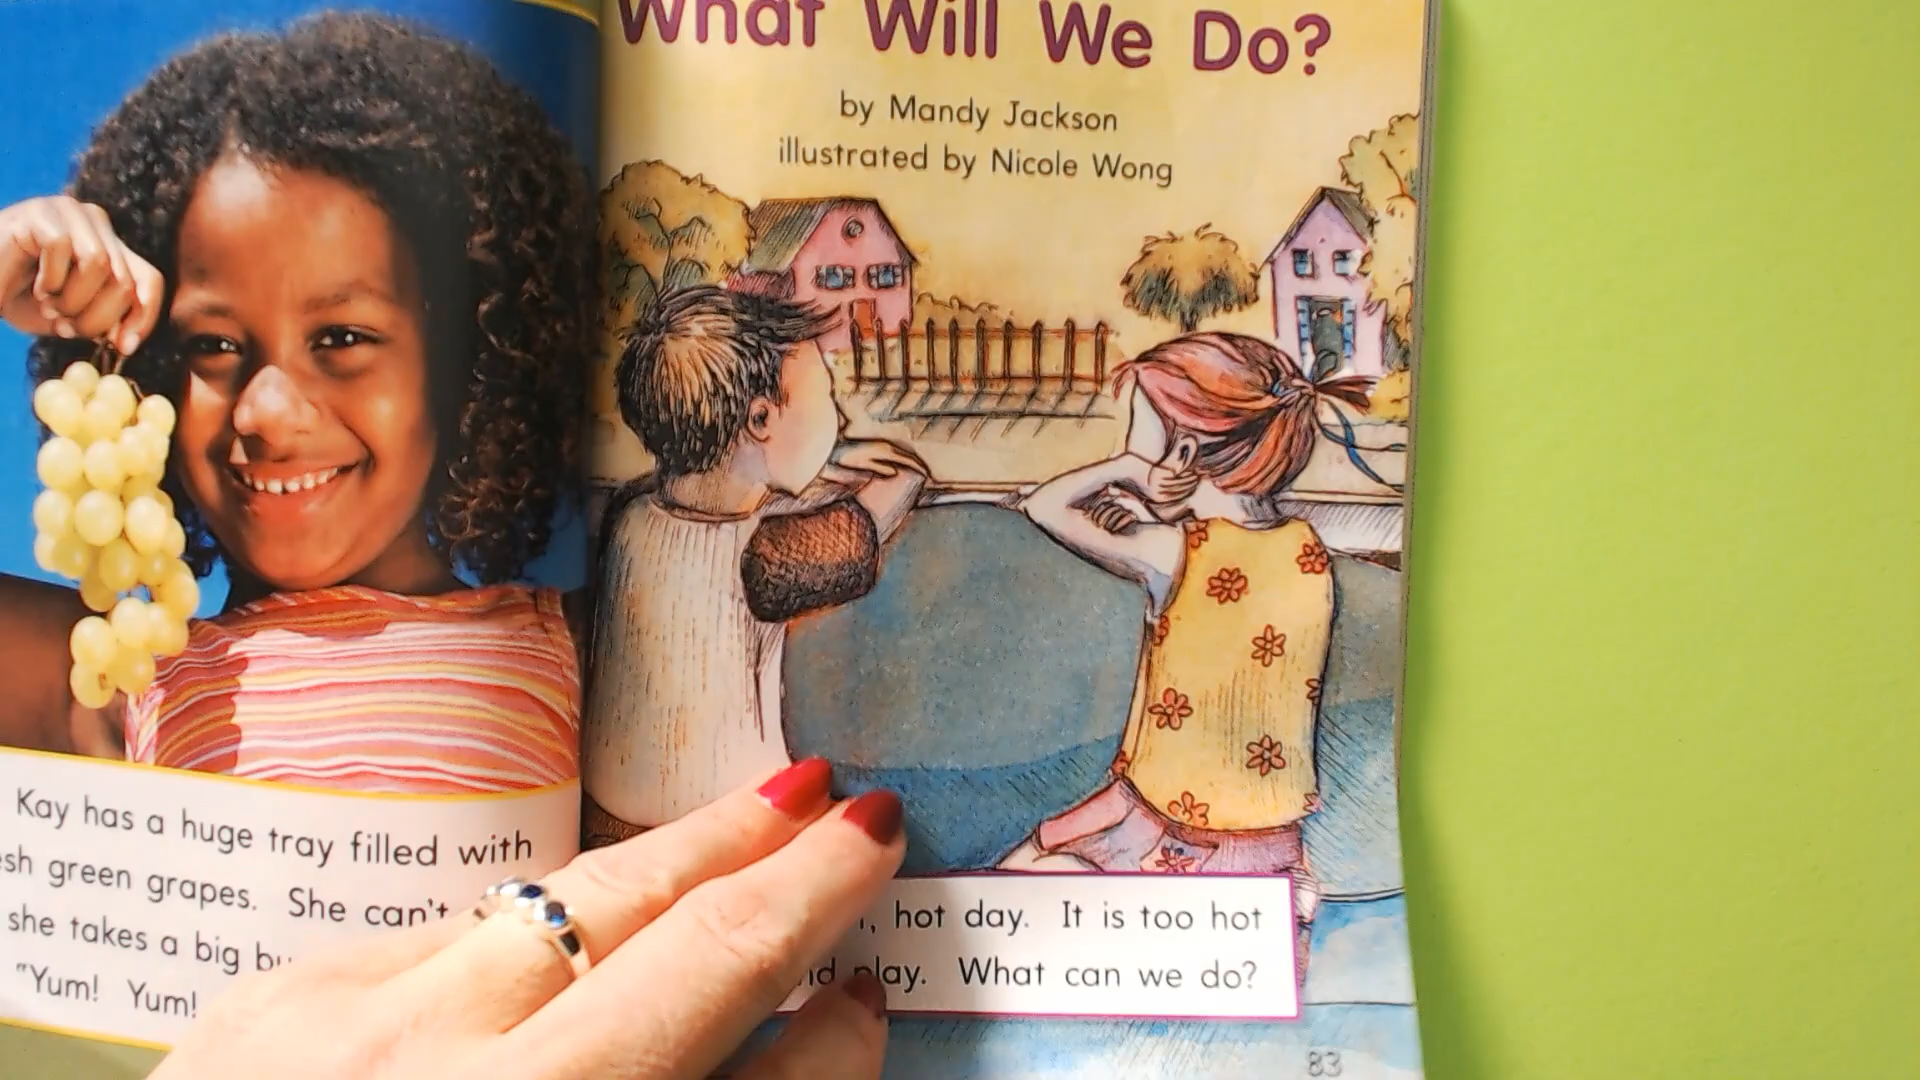 Kay has a huge tray filled with
green grapes. She can't
she takes a big
"Yum! Yum!
What Will We Do?
by Mandy Jackson
illustrated by Nicole Wong
hot day. It is too hot
play. What can we do?
83